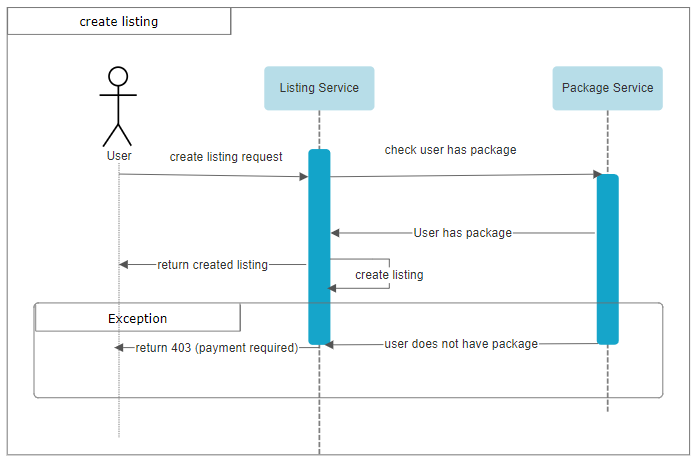 create listing
Listing Service
Package Service
User
create listing request
check user has package
User has package
return created listing
create listing
Exception
user does not have package
return 403 (payment required)